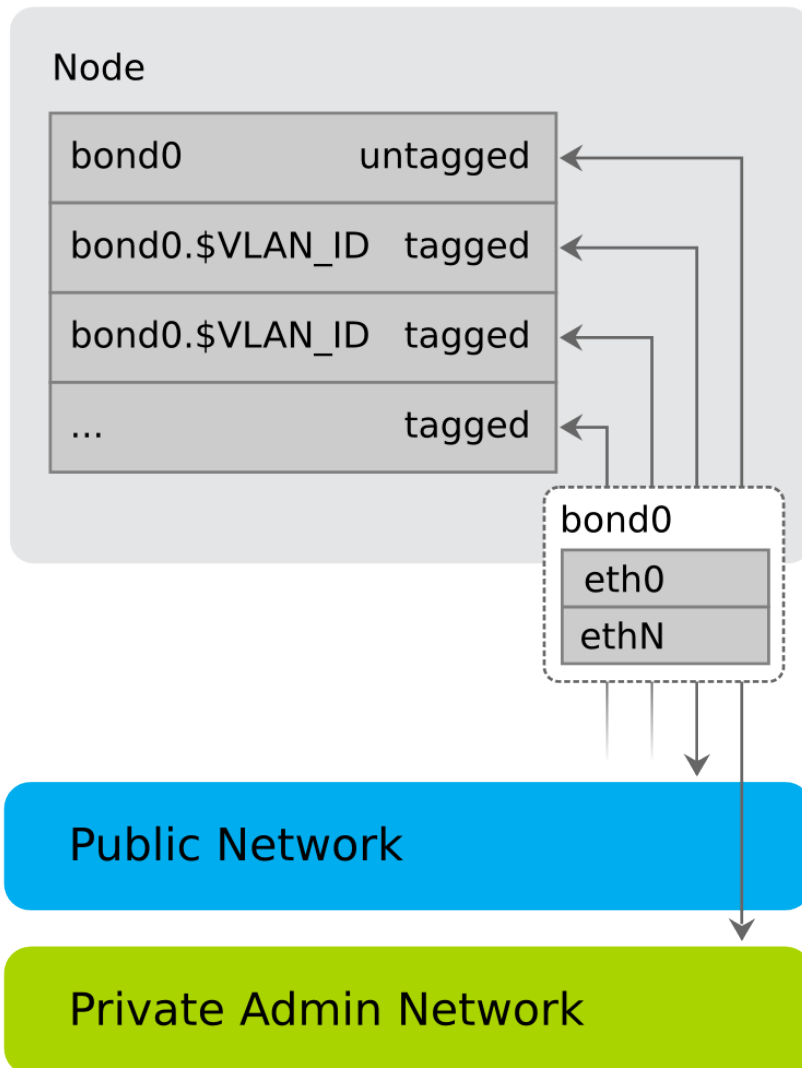 Node
bond0 untagged
bond0.$VLAN_ID tagged
bond0.$VLAN_ID tagged
... tagged
bond0
eth0
ethN
Public Network
Private Admin Network